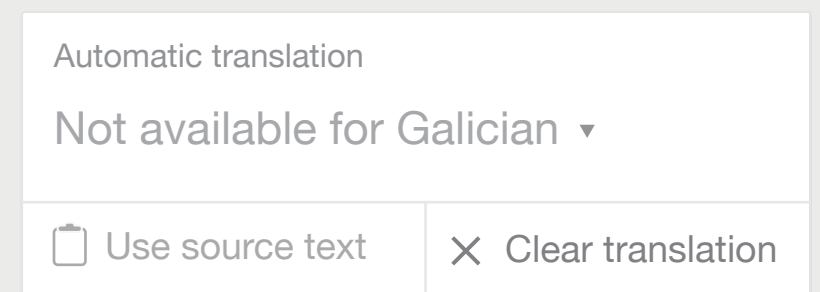 Automatic translation
Not available for Galician ▾
Use source text
Clear translation